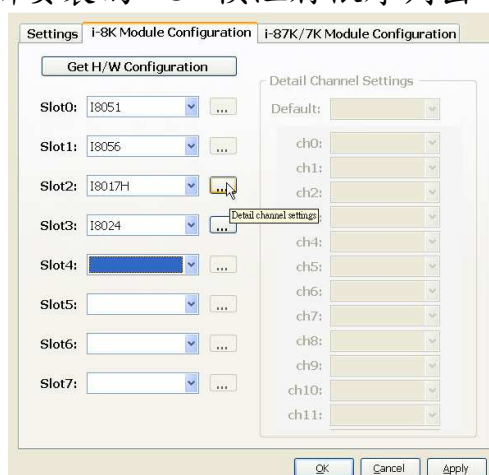 Settings i-8K Module Configuration i-87K/7K Module Configuration
Get H/W Configuration
Detail Channel Settings
Slot0: I8051 ...
Default:
Slot1: I8056 ...
ch0:
ch1:
Slot2: I8017H ...
ch2:
Detail channel settings
Slot3: I8024 ...
ch4:
Slot4: ...
ch5:
ch6:
Slot5: ...
ch7:
Slot6: ...
ch8:
ch9:
Slot7: ...
ch10:
ch11:
OK Cancel Apply